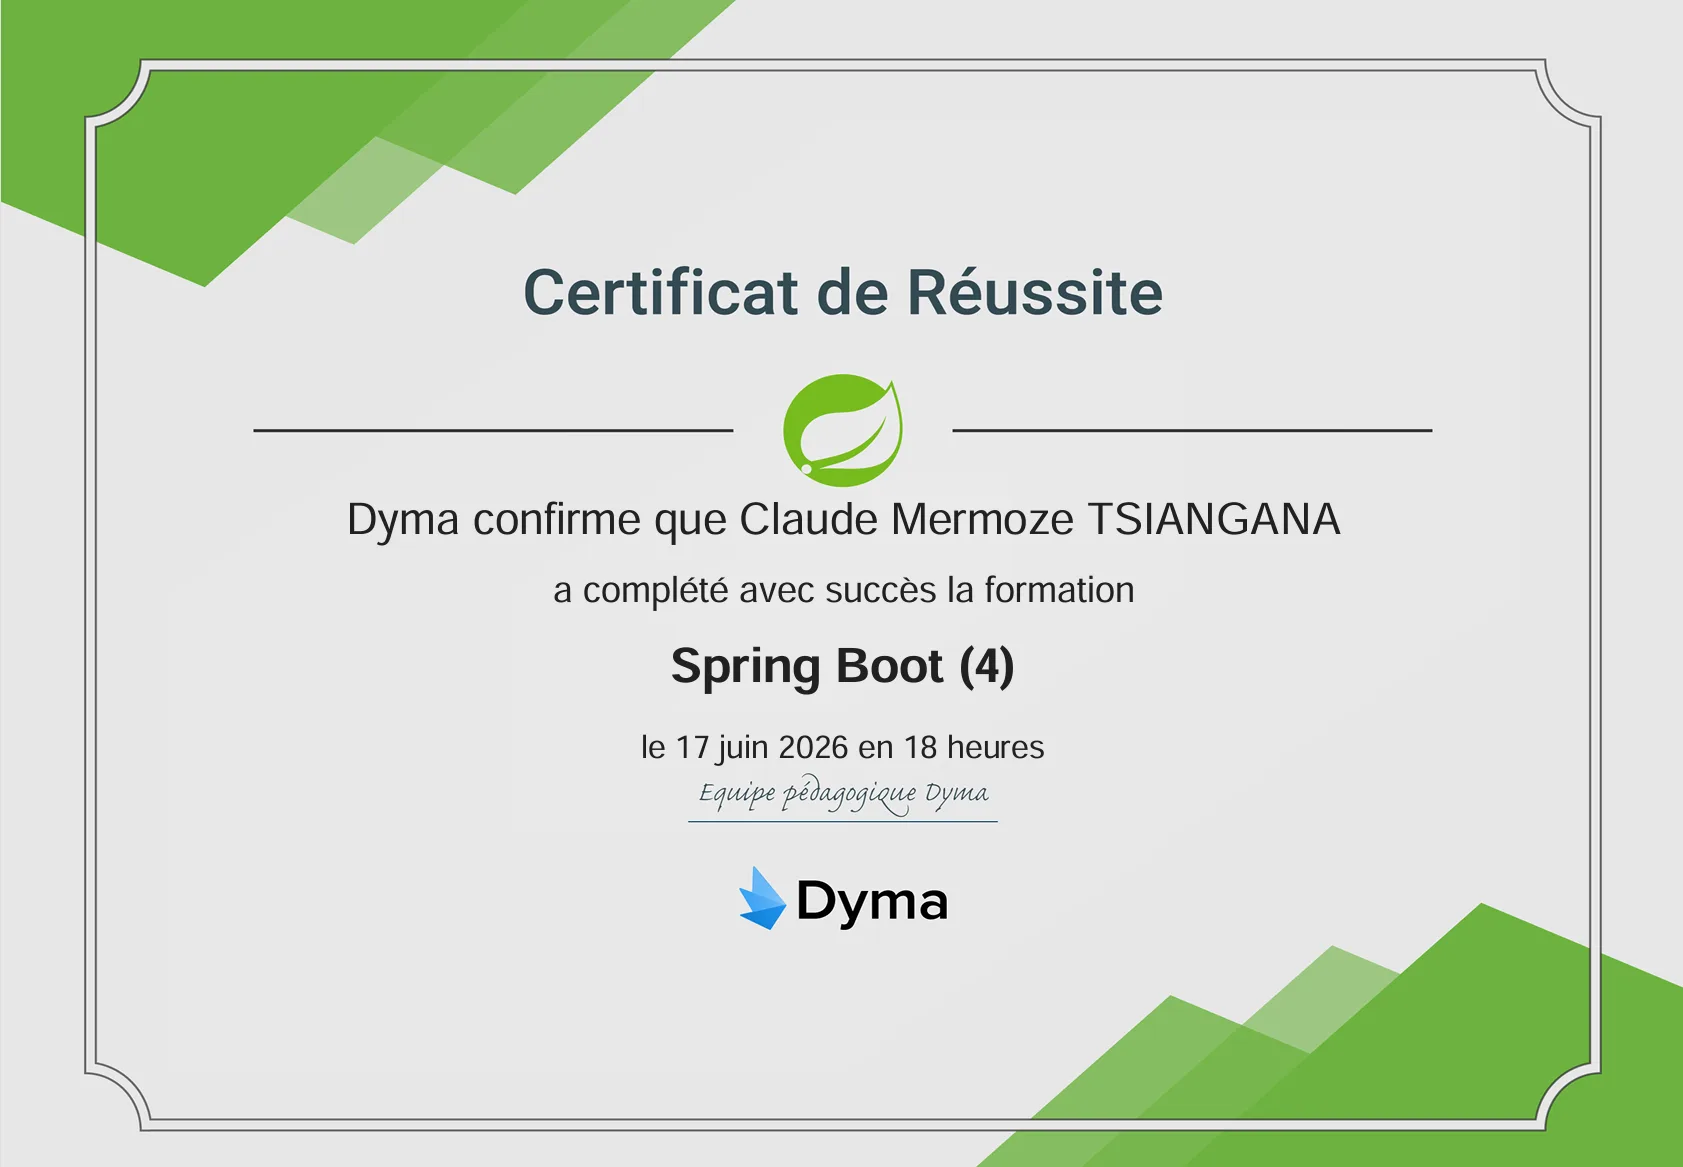 Certificat de Réussite
Dyma confirme que Claude Mermoze TSIANGANA
a complété avec succès la formation
Spring Boot (4)
le 17 juin 2026 en 18 heures
Equipe pédagogique Dyma
Dyma